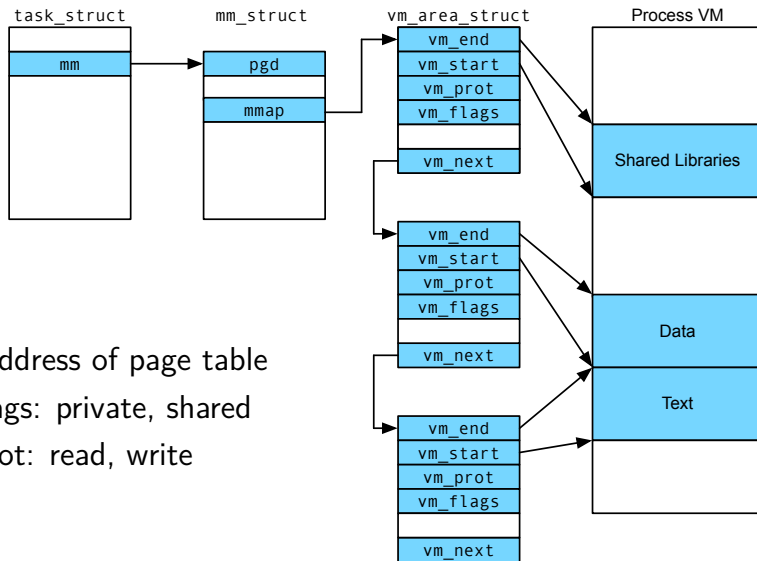 task_struct
mm_struct
vm_area_struct
Process VM
mm
pgd
mmap
vm_end
vm_start
vm_prot
vm_flags
vm_next
Shared Libraries
vm_end
vm_start
vm_prot
vm_flags
vm_next
Data
Text
ddress of page table
ags: private, shared
ot: read, write
vm_end
vm_start
vm_prot
vm_flags
vm_next